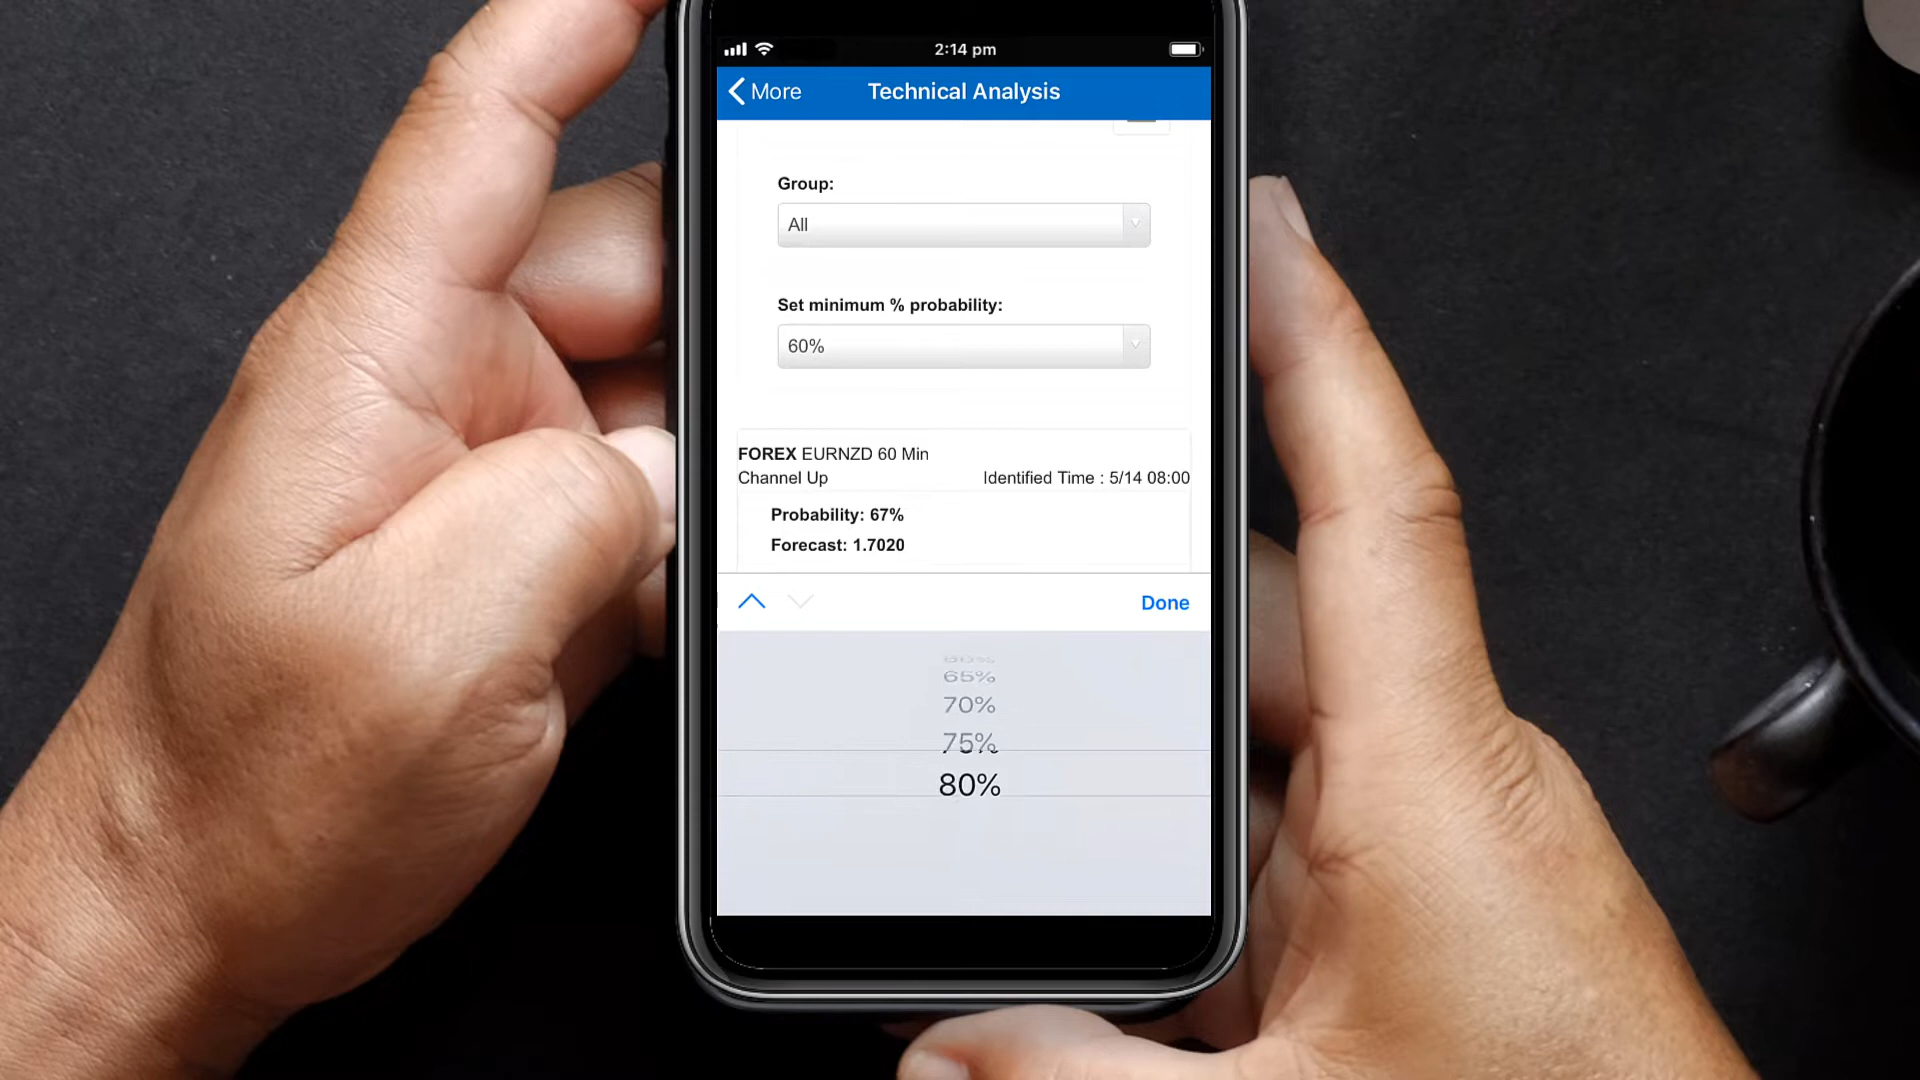 2:14 pm
More
Technical Analysis
Group:
All
Set minimum % probability:
60%
FOREX EURNZD 60 Min
Channel Up
Identified Time : 5/14 08:00
Probability: 67%
Forecast: 1.7020
Done
60%
65%
70%
75%
80%